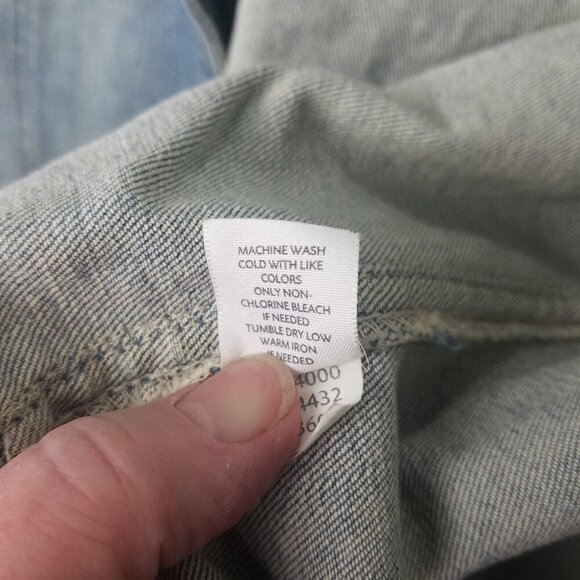 MACHINE WASH
COLD WITH LIKE
COLORS
ONLY NON-
CHLORINE BLEACH
IF NEEDED
TUMBLE DRY LOW
WARM IRON
IF NEEDED
4000
4432